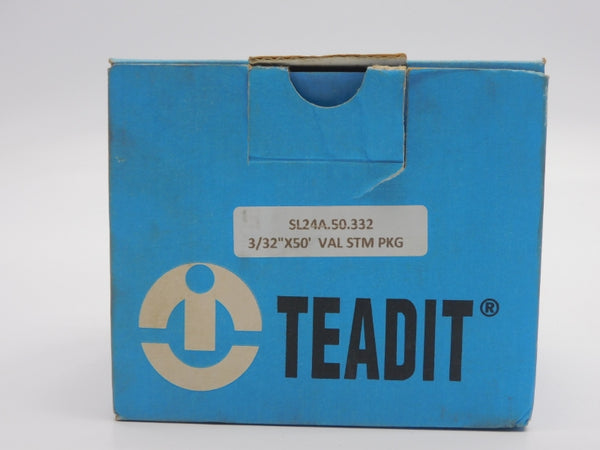 SL24A.50.332
3/32"X50' VAL STM PKG
TEADIT®